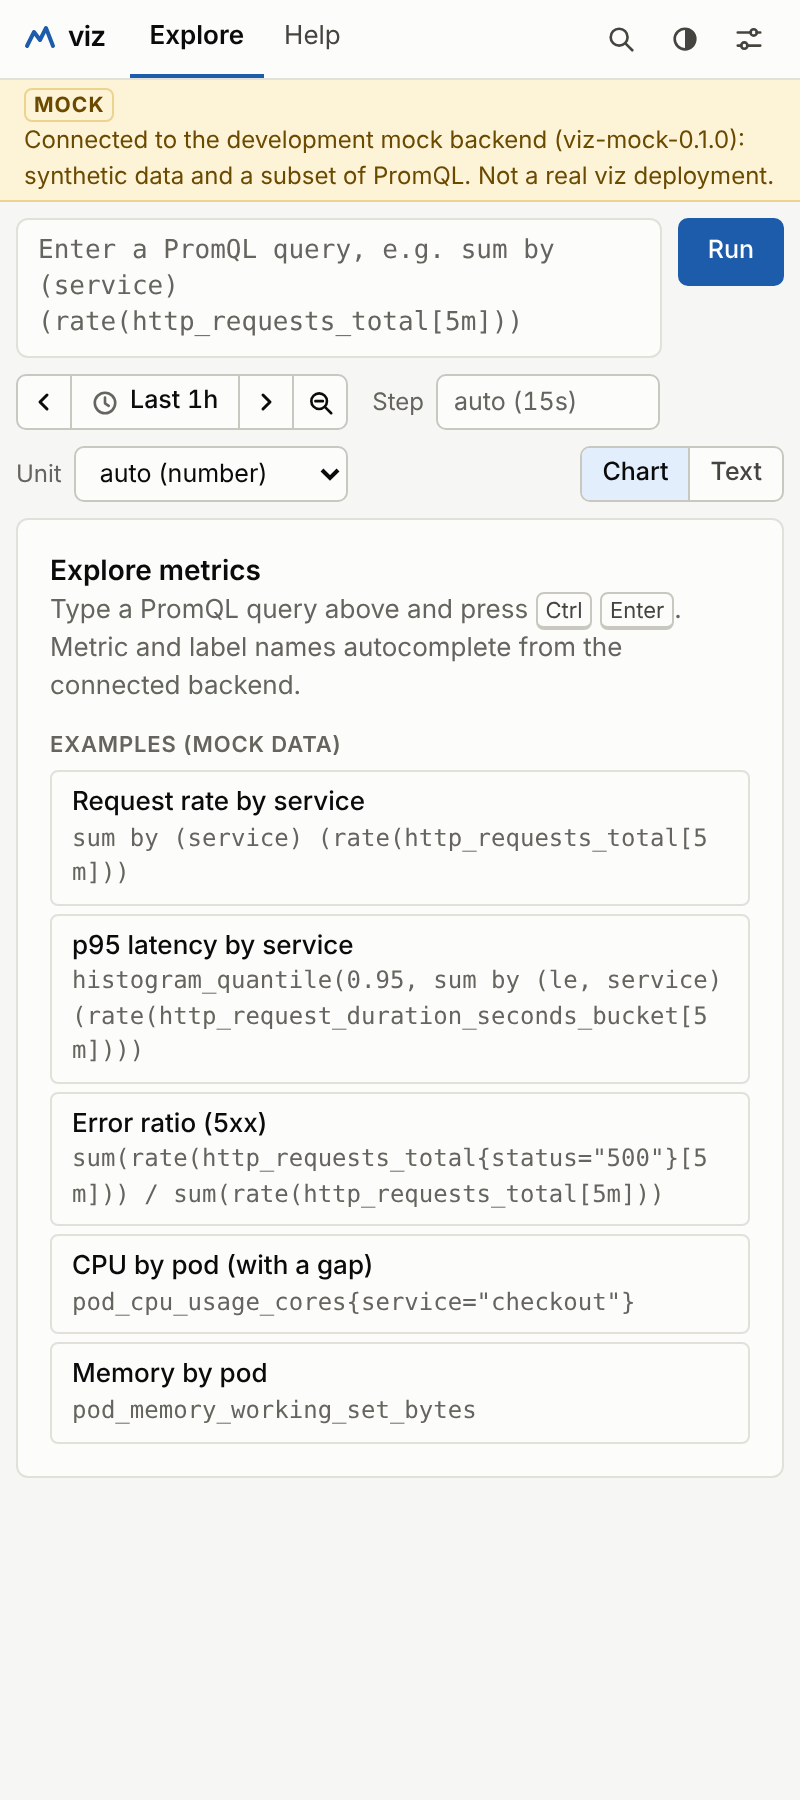 viz Explore Help
MOCK
Connected to the development mock backend (viz-mock-0.1.0):
synthetic data and a subset of PromQL. Not a real viz deployment.
Enter a PromQL query, e.g. sum by
(service)
(rate(http_requests_total[5m]))
Run
Last 1h
Step auto (15s)
Unit auto (number)
Chart Text
Explore metrics
Type a PromQL query above and press Ctrl Enter.
Metric and label names autocomplete from the
connected backend.
EXAMPLES (MOCK DATA)
Request rate by service
sum by (service) (rate(http_requests_total[5
m]))
p95 latency by service
histogram_quantile(0.95, sum by (le, service)
(rate(http_request_duration_seconds_bucket[5
m])))
Error ratio (5xx)
sum(rate(http_requests_total{status="500"}[5
m])) / sum(rate(http_requests_total[5m]))
CPU by pod (with a gap)
pod_cpu_usage_cores{service="checkout"}
Memory by pod
pod_memory_working_set_bytes